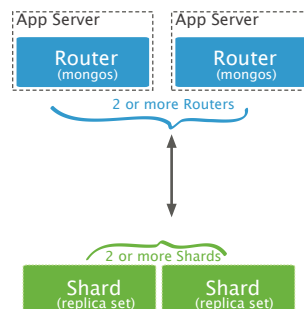 App Server App Server
Router Router
(mongos) (mongos)
2 or more Routers
2 or more Shards
Shard Shard
(replica set) (replica set)